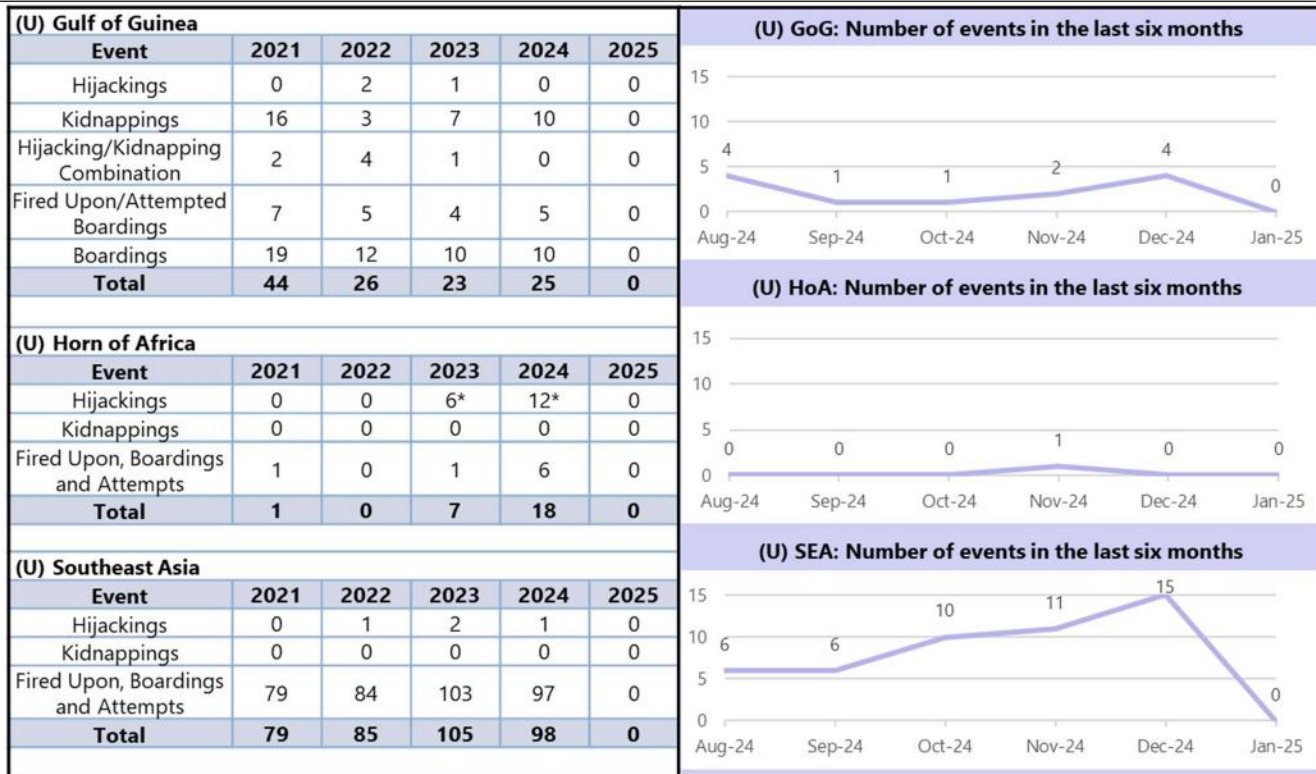 (U) Gulf of Guinea
Event 2021 2022 2023 2024 2025
Hijackings 0 2 1 0 0
Kidnappings 16 3 7 10 0
Hijacking/Kidnapping
Combination 2 4 1 0 0
Fired Upon/Attempted
Boardings 7 5 4 5 0
Boardings 19 12 10 10 0
Total 44 26 23 25 0
(U) Horn of Africa
Event 2021 2022 2023 2024 2025
Hijackings 0 0 6* 12* 0
Kidnappings 0 0 0 0 0
Fired Upon, Boardings
and Attempts 1 0 1 6 0
Total 1 0 7 18 0
(U) Southeast Asia
Event 2021 2022 2023 2024 2025
Hijackings 0 1 2 1 0
Kidnappings 0 0 0 0 0
Fired Upon, Boardings
and Attempts 79 84 103 97 0
Total 79 85 105 98 0
(U) GoG: Number of events in the last six months
15
10
5
0
4 1 1 2 4 0
Aug-24 Sep-24 Oct-24 Nov-24 Dec-24 Jan-25
(U) HoA: Number of events in the last six months
15
10
5
0
0 0 0 1 0 0
Aug-24 Sep-24 Oct-24 Nov-24 Dec-24 Jan-25
(U) SEA: Number of events in the last six months
15
10
5
0
6 6 10 11 15 0
Aug-24 Sep-24 Oct-24 Nov-24 Dec-24 Jan-25